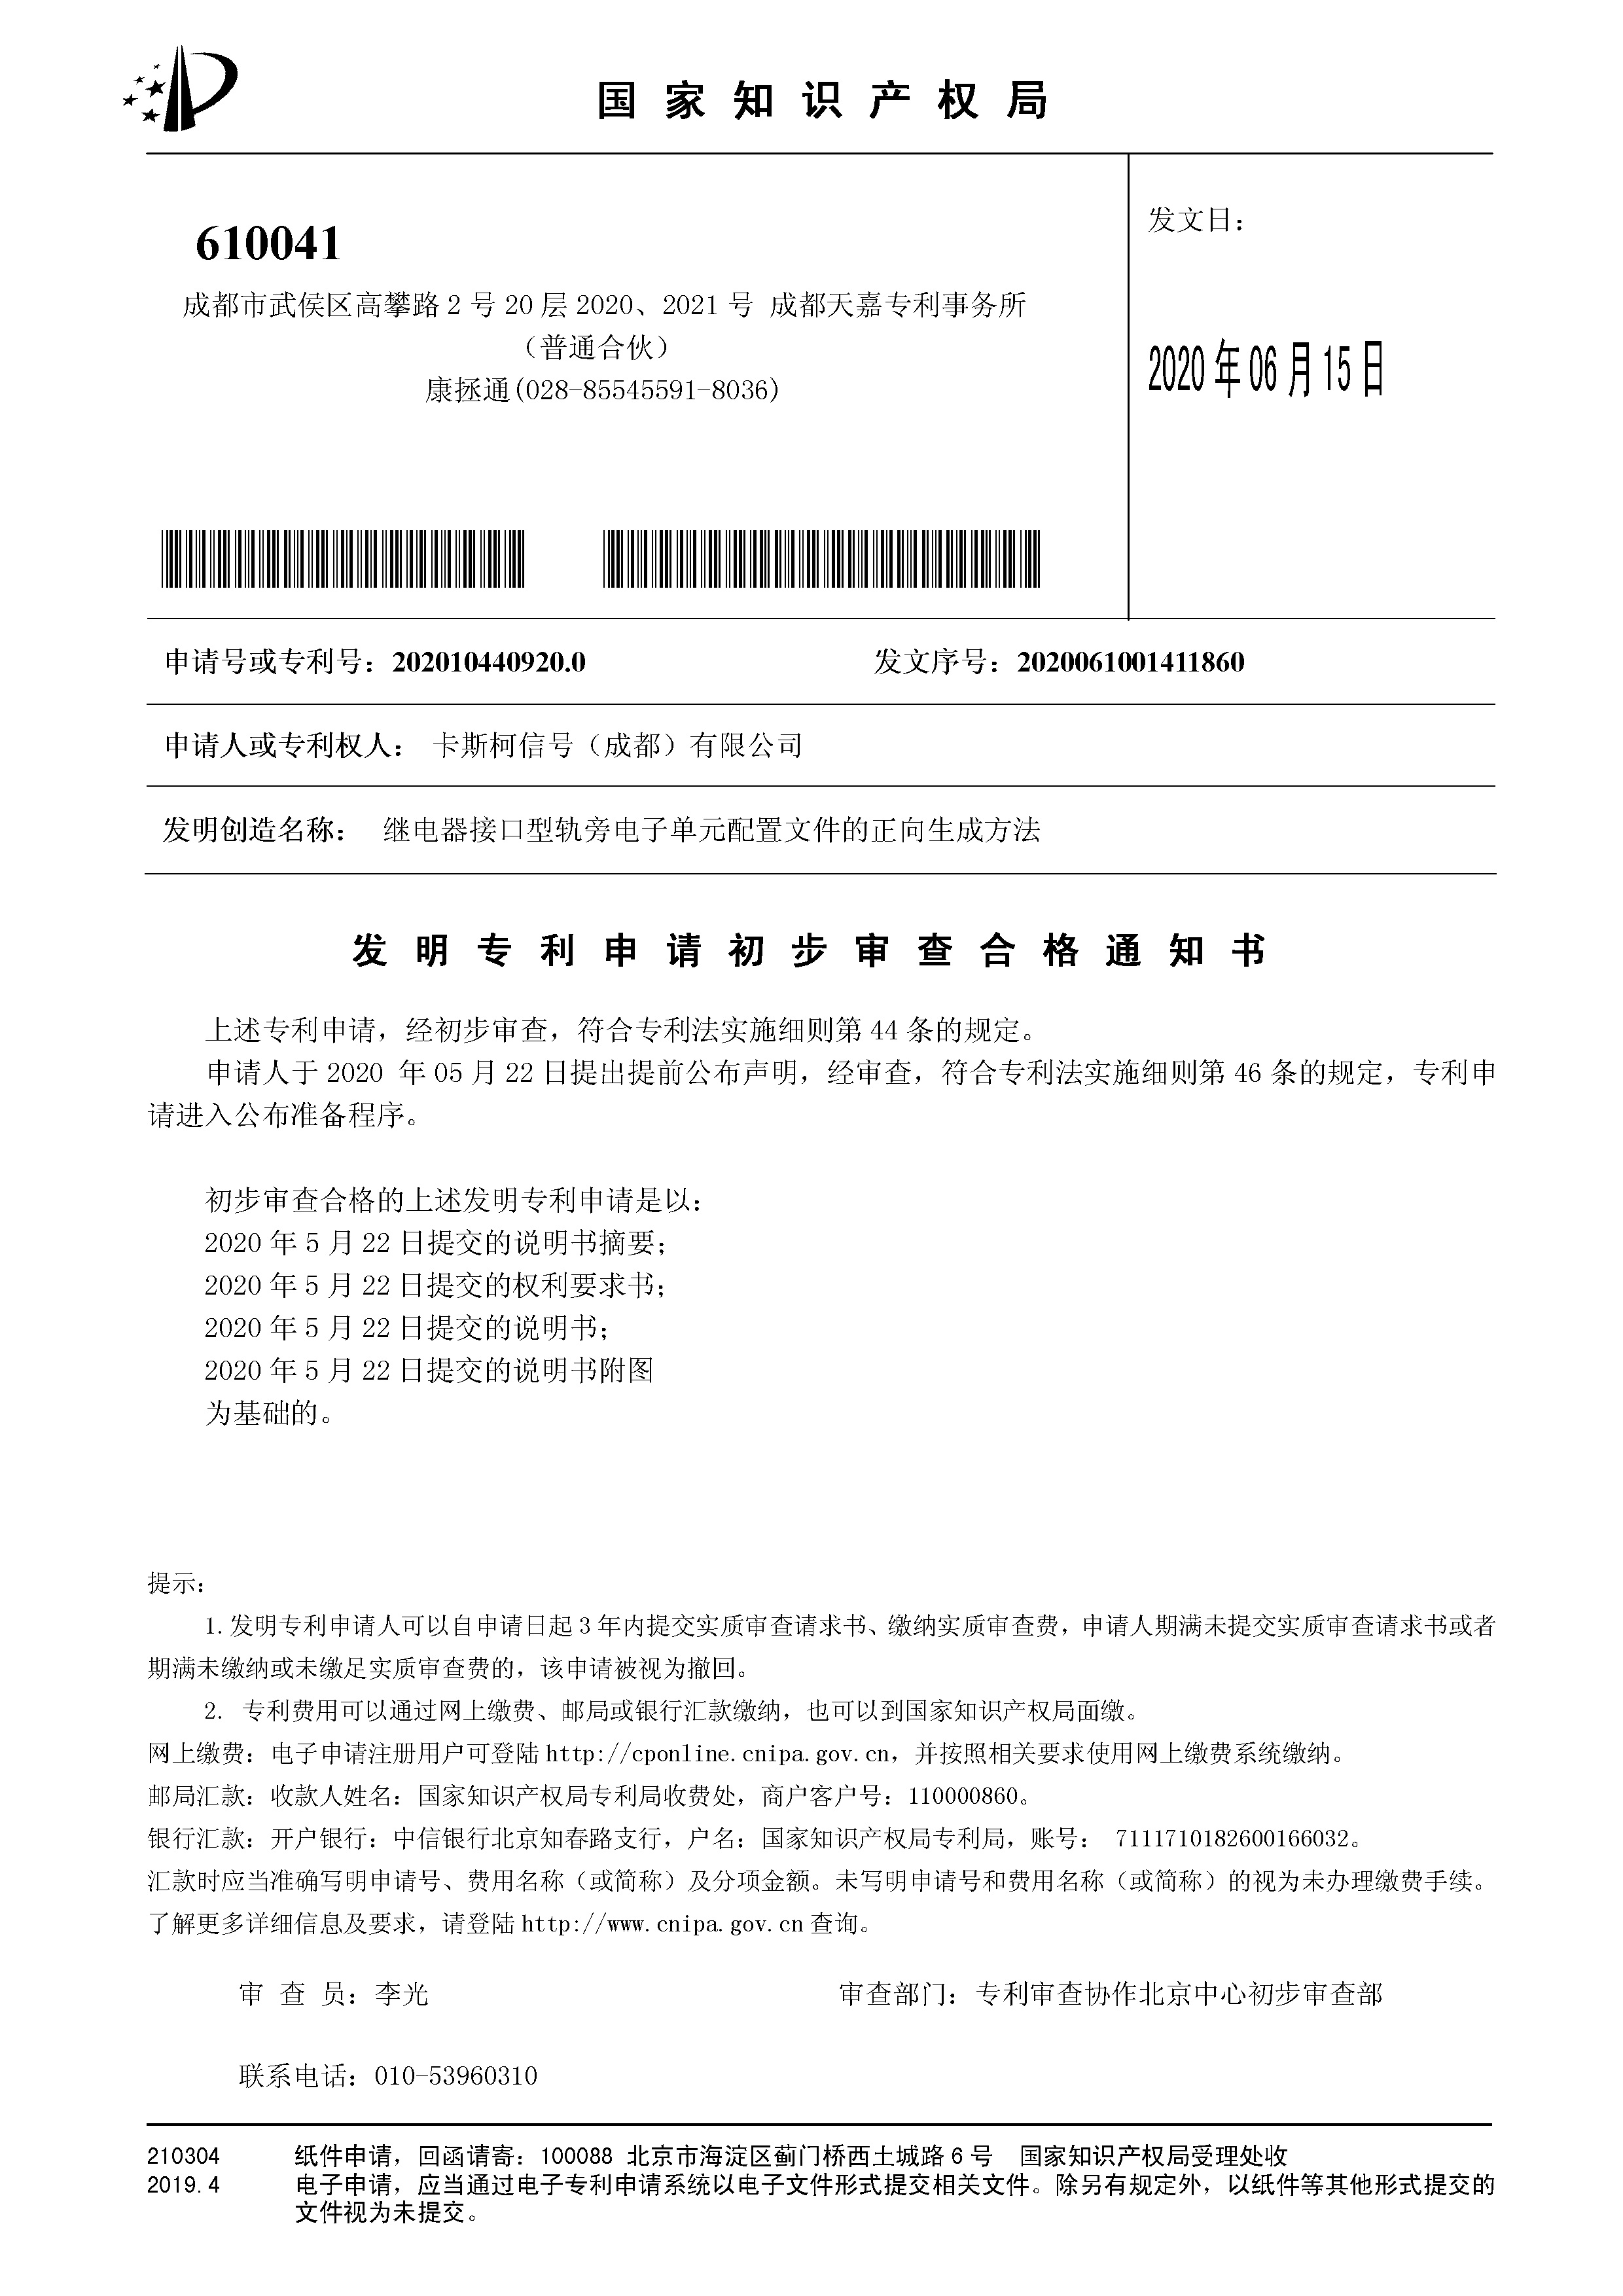 国家知识产权局
610041
发文日：
成都市武侯区高攀路 2 号 20 层 2020、2021 号 成都天嘉专利事务所
（普通合伙）
康拯通(028-85545591-8036)
2020 年 06 月 15 日
申请号或专利号：202010440920.0
发文序号：2020061001411860
申请人或专利权人： 卡斯柯信号（成都）有限公司
发明创造名称： 继电器接口型轨旁电子单元配置文件的正向生成方法
发明专利申请初步审查合格通知书
上述专利申请，经初步审查，符合专利法实施细则第 44 条的规定。
申请人于 2020 年 05 月 22 日提出提前公布声明，经审查，符合专利法实施细则第 46 条的规定，专利申
请进入公布准备程序。
初步审查合格的上述发明专利申请是以：
2020 年 5 月 22 日提交的说明书摘要；
2020 年 5 月 22 日提交的权利要求书；
2020 年 5 月 22 日提交的说明书；
2020 年 5 月 22 日提交的说明书附图
为基础的。
提示：
1. 发明专利申请人可以自申请日起 3 年内提交实质审查请求书、缴纳实质审查费，申请人期满未提交实质审查请求书或者
期满未缴纳或未缴足实质审查费的，该申请被视为撤回。
2. 专利费用可以通过网上缴费、邮局或银行汇款缴纳，也可以到国家知识产权局面缴。
网上缴费：电子申请注册用户可登陆 http://cponline.cnipa.gov.cn，并按照相关要求使用网上缴费系统缴纳。
邮局汇款：收款人姓名：国家知识产权局专利局收费处，商户客户号：110000860。
银行汇款：开户银行：中信银行北京知春路支行，户名：国家知识产权局专利局，账号： 7111710182600166032。
汇款时应当准确写明申请号、费用名称（或简称）及分项金额。未写明申请号和费用名称（或简称）的视为未办理缴费手续。
了解更多详细信息及要求，请登陆 http://www.cnipa.gov.cn 查询。
审 查 员：李光
审查部门：专利审查协作北京中心初步审查部
联系电话：010-53960310
210304 纸件申请，回函请寄：100088 北京市海淀区蓟门桥西土城路 6 号 国家知识产权局受理处收
2019.4 电子申请，应当通过电子专利申请系统以电子文件形式提交相关文件。除另有规定外，以纸件等其他形式提交的
文件视为未提交。